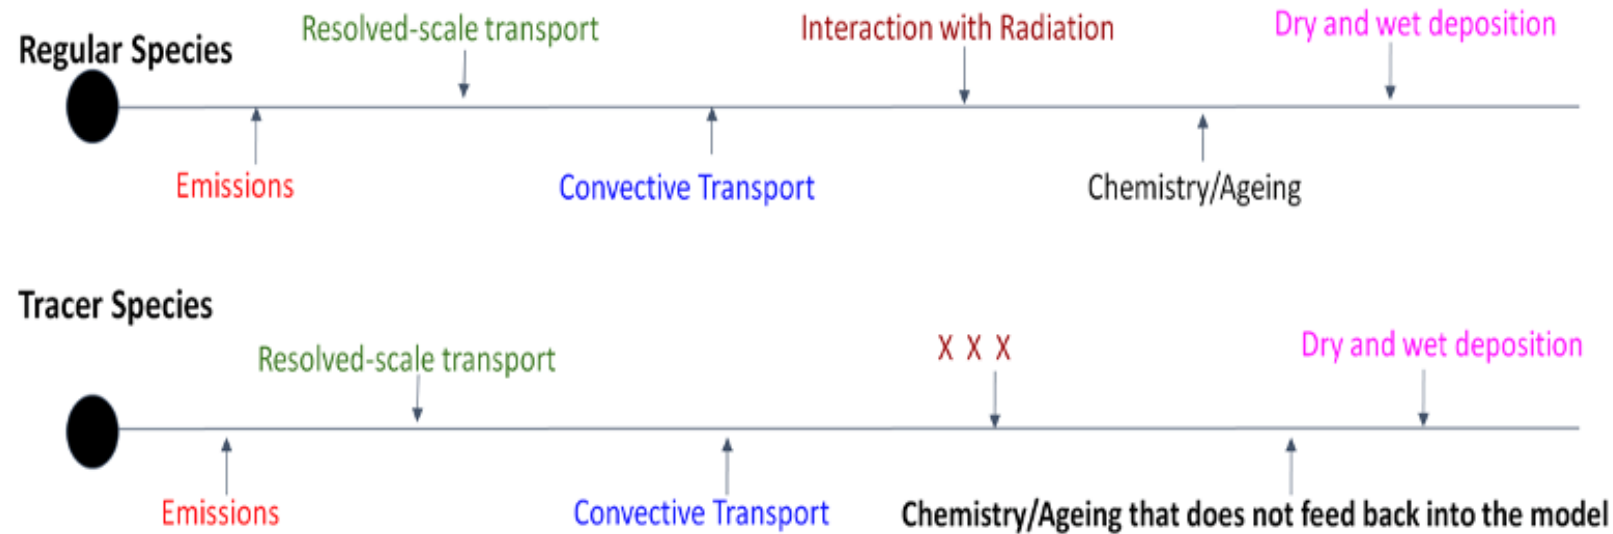 Regular Species
Resolved-scale transport
Interaction with Radiation
Dry and wet deposition
Emissions
Convective Transport
Chemistry/Ageing
Tracer Species
Resolved-scale transport
X X X
Dry and wet deposition
Emissions
Convective Transport
Chemistry/Ageing that does not feed back into the model